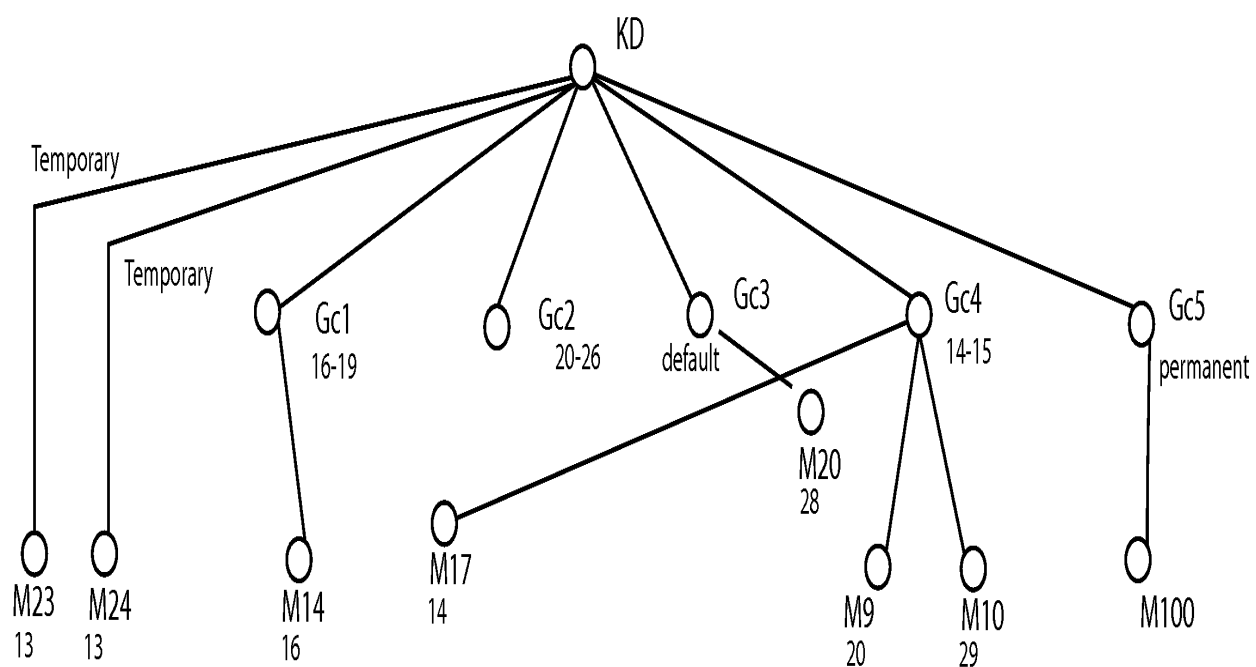 KD
Temporary
Temporary
Gc1
16-19
Gc2
20-26
Gc3
default
Gc4
14-15
Gc5
permanent
M20
28
M17
14
M23
13
M24
13
M14
16
M9
20
M10
29
M100